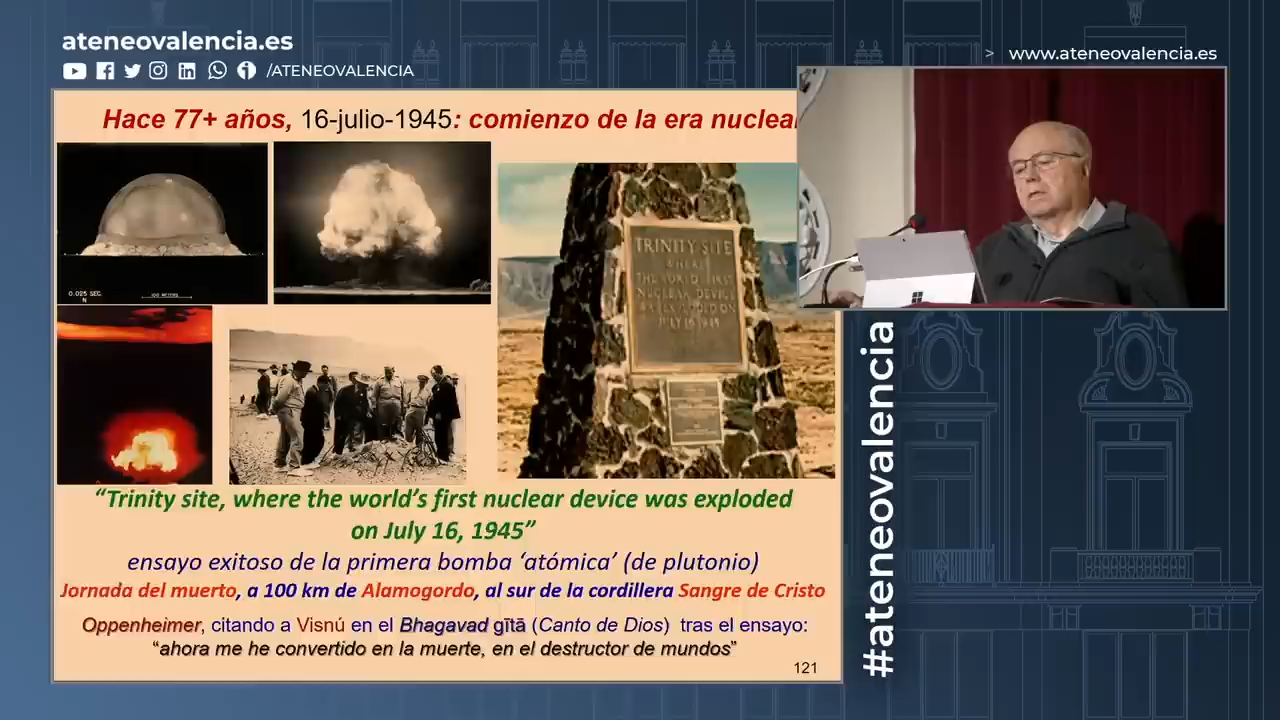 ateneovalencia.es
/ATENEOVALENCIA
> www.ateneovalencia.es
Hace 77+ años, 16-julio-1945: comienzo de la era nuclear
0.025 SEC.
N
100 METERS
TRINITY SITE
WHERE
THE WORLD'S FIRST
NUCLEAR DEVICE
WAS EXPLODED ON
JULY 16 1945
“Trinity site, where the world’s first nuclear device was exploded
on July 16, 1945”
ensayo exitoso de la primera bomba ‘atómica’ (de plutonio)
Jornada del muerto, a 100 km de Alamogordo, al sur de la cordillera Sangre de Cristo
Oppenheimer, citando a Visnú en el Bhagavad gītā (Canto de Dios) tras el ensayo:
“ahora me he convertido en la muerte, en el destructor de mundos”
121
#ateneovalencia